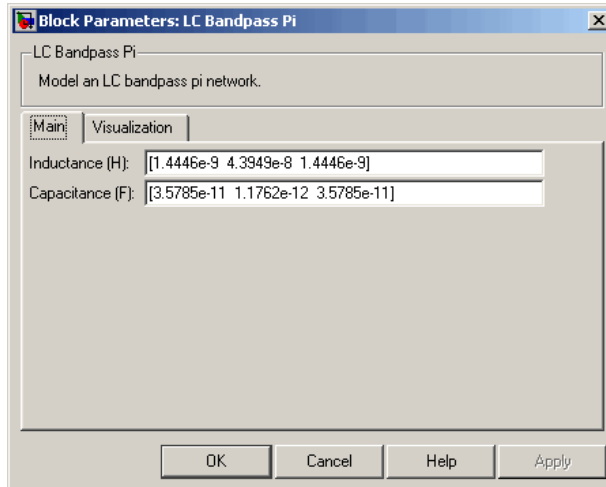 Block Parameters: LC Bandpass Pi
LC Bandpass Pi
Model an LC bandpass pi network.
Main Visualization
Inductance (H): [1.4446e-9 4.3949e-8 1.4446e-9]
Capacitance (F): [3.5785e-11 1.1762e-12 3.5785e-11]
OK Cancel Help Apply